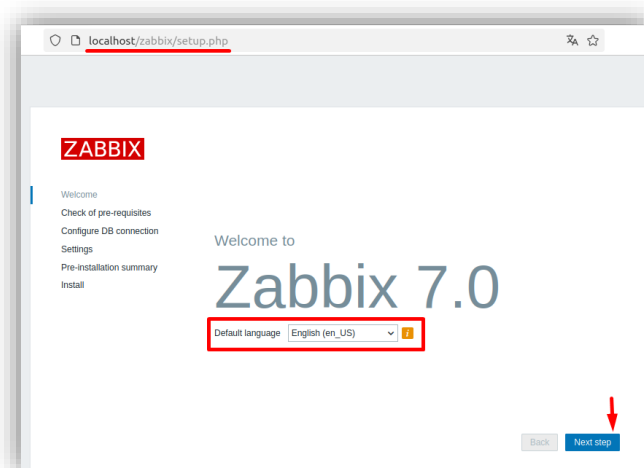 localhost/zabbix/setup.php
ZABBIX
Welcome
Check of pre-requisites
Configure DB connection
Settings
Pre-installation summary
Install
Welcome to
Zabbix 7.0
Default language English (en_US) i
Back Next step